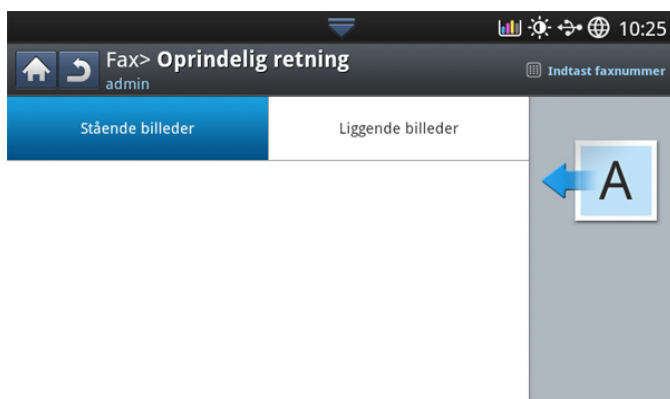 10:25
Fax> Oprindelig retning
admin
Indtast faxnummer
Stående billeder
Liggende billeder
A